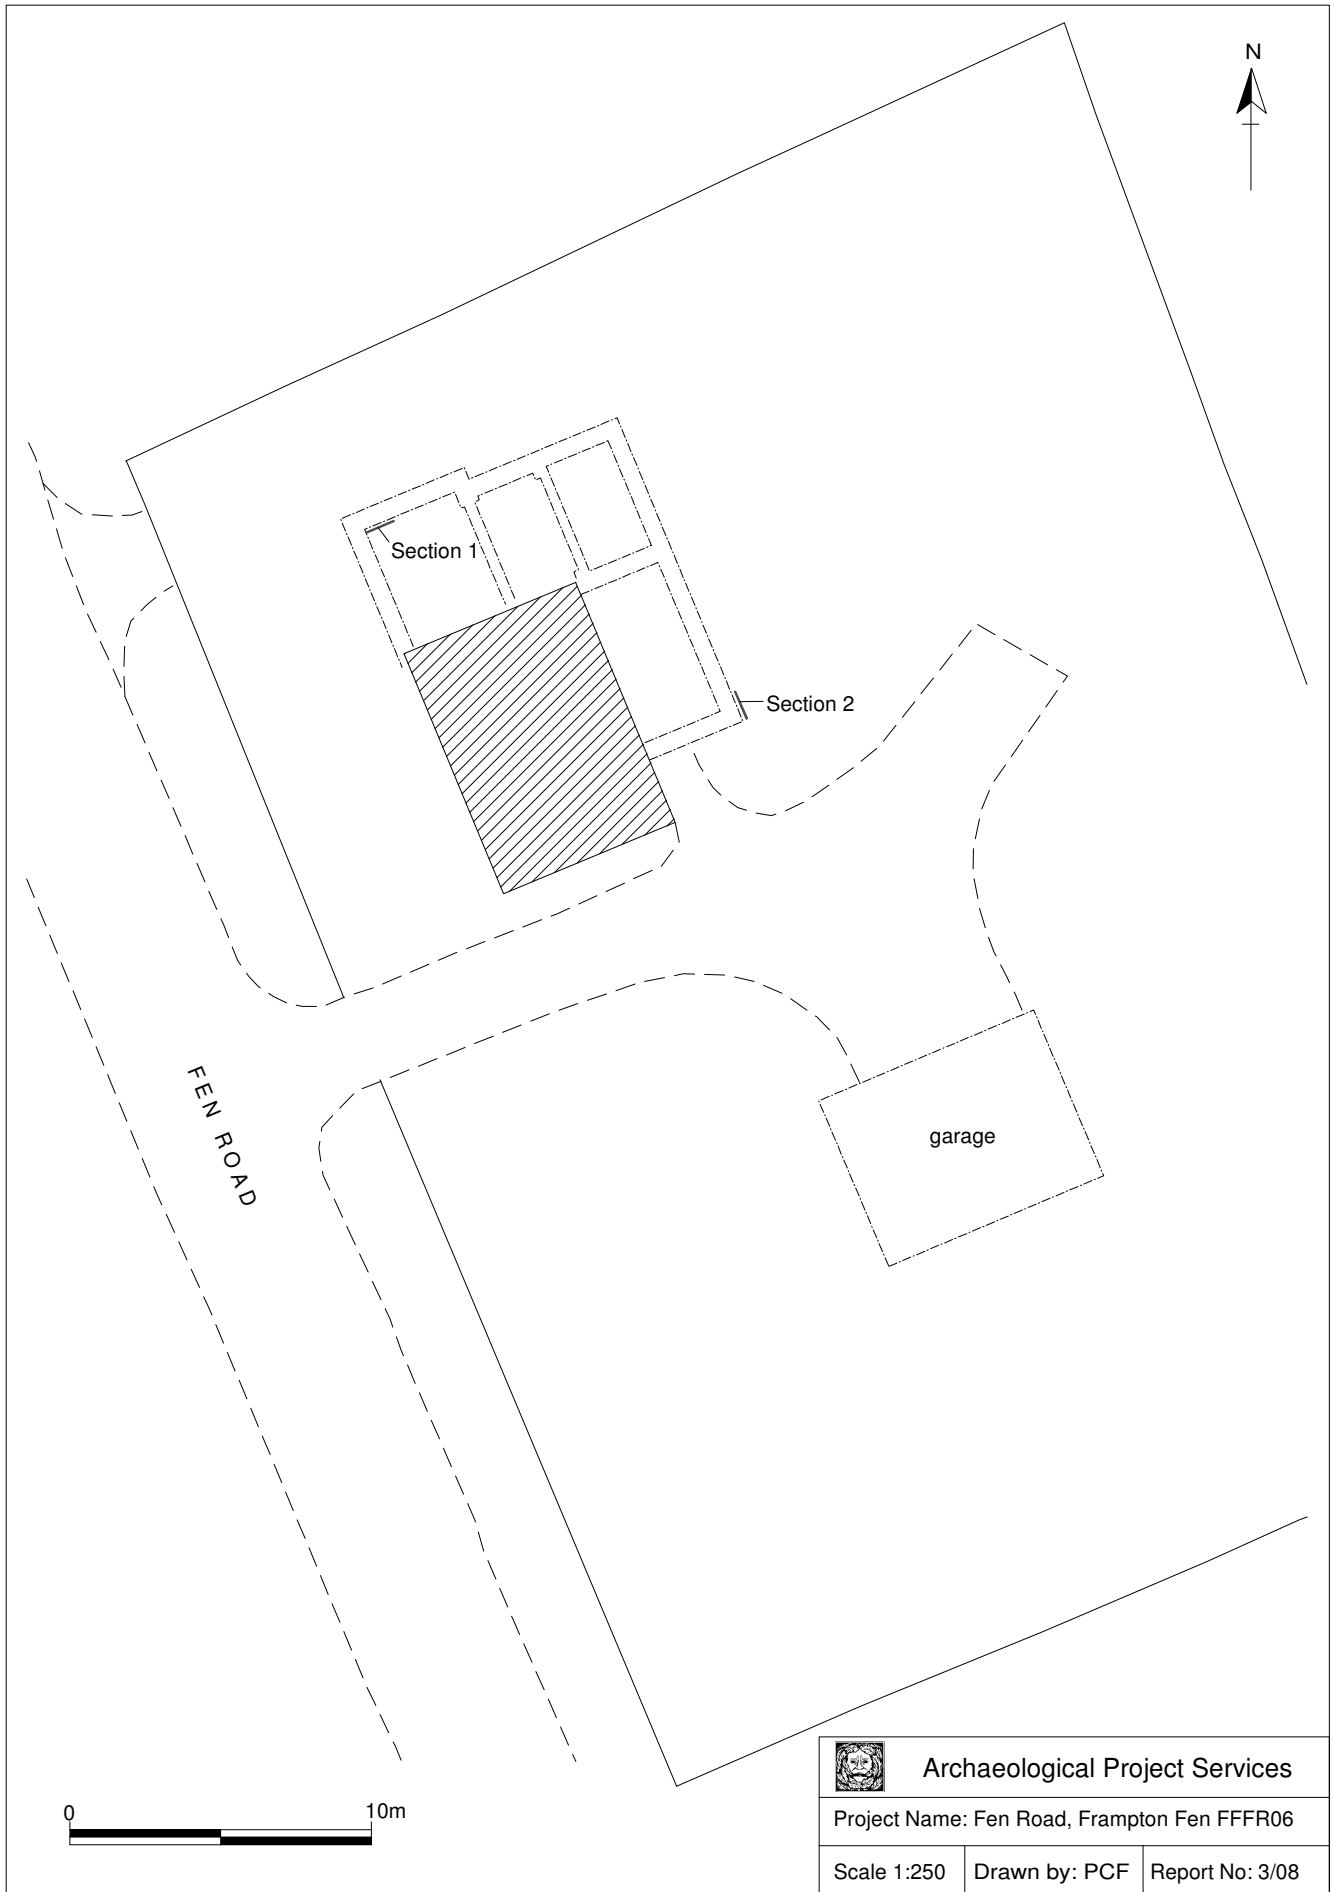 N
Section 1
Section 2
FEN ROAD
garage
0 10m
Archaeological Project Services
Project Name: Fen Road, Frampton Fen FFFR06
Scale 1:250 Drawn by: PCF Report No: 3/08